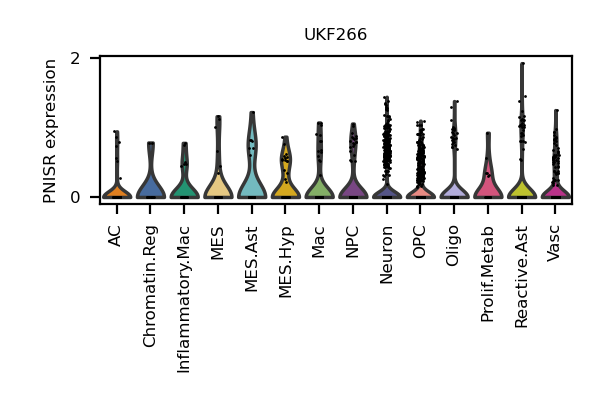 UKF266
PNISR expression
2
0
AC
Chromatin.Reg
Inflammatory.Mac
MES
MES.Ast
MES.Hyp
Mac
NPC
Neuron
OPC
Oligo
Prolif.Metab
Reactive.Ast
Vasc